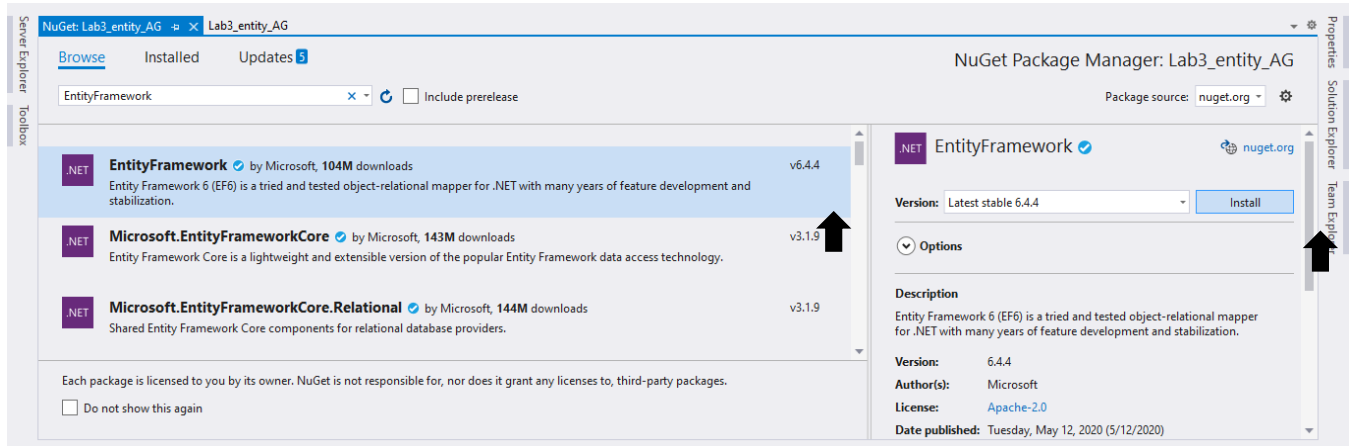 Server Explorer
Toolbox
NuGet: Lab3_entity_AG
Lab3_entity_AG
Browse
Installed
Updates 5
NuGet Package Manager: Lab3_entity_AG
EntityFramework
Include prerelease
Package source: nuget.org
.NET
EntityFramework by Microsoft, 104M downloads
v6.4.4
Entity Framework 6 (EF6) is a tried and tested object-relational mapper for .NET with many years of feature development and
stabilization.
.NET
Microsoft.EntityFrameworkCore by Microsoft, 143M downloads
v3.1.9
Entity Framework Core is a lightweight and extensible version of the popular Entity Framework data access technology.
.NET
Microsoft.EntityFrameworkCore.Relational by Microsoft, 144M downloads
v3.1.9
Shared Entity Framework Core components for relational database providers.
Each package is licensed to you by its owner. NuGet is not responsible for, nor does it grant any licenses to, third-party packages.
Do not show this again
.NET
EntityFramework
nuget.org
Version: Latest stable 6.4.4
Install
Options
Description
Entity Framework 6 (EF6) is a tried and tested object-relational mapper
for .NET with many years of feature development and stabilization.
Version: 6.4.4
Author(s): Microsoft
License: Apache-2.0
Date published: Tuesday, May 12, 2020 (5/12/2020)
Properties
Solution Explorer
Team Explorer